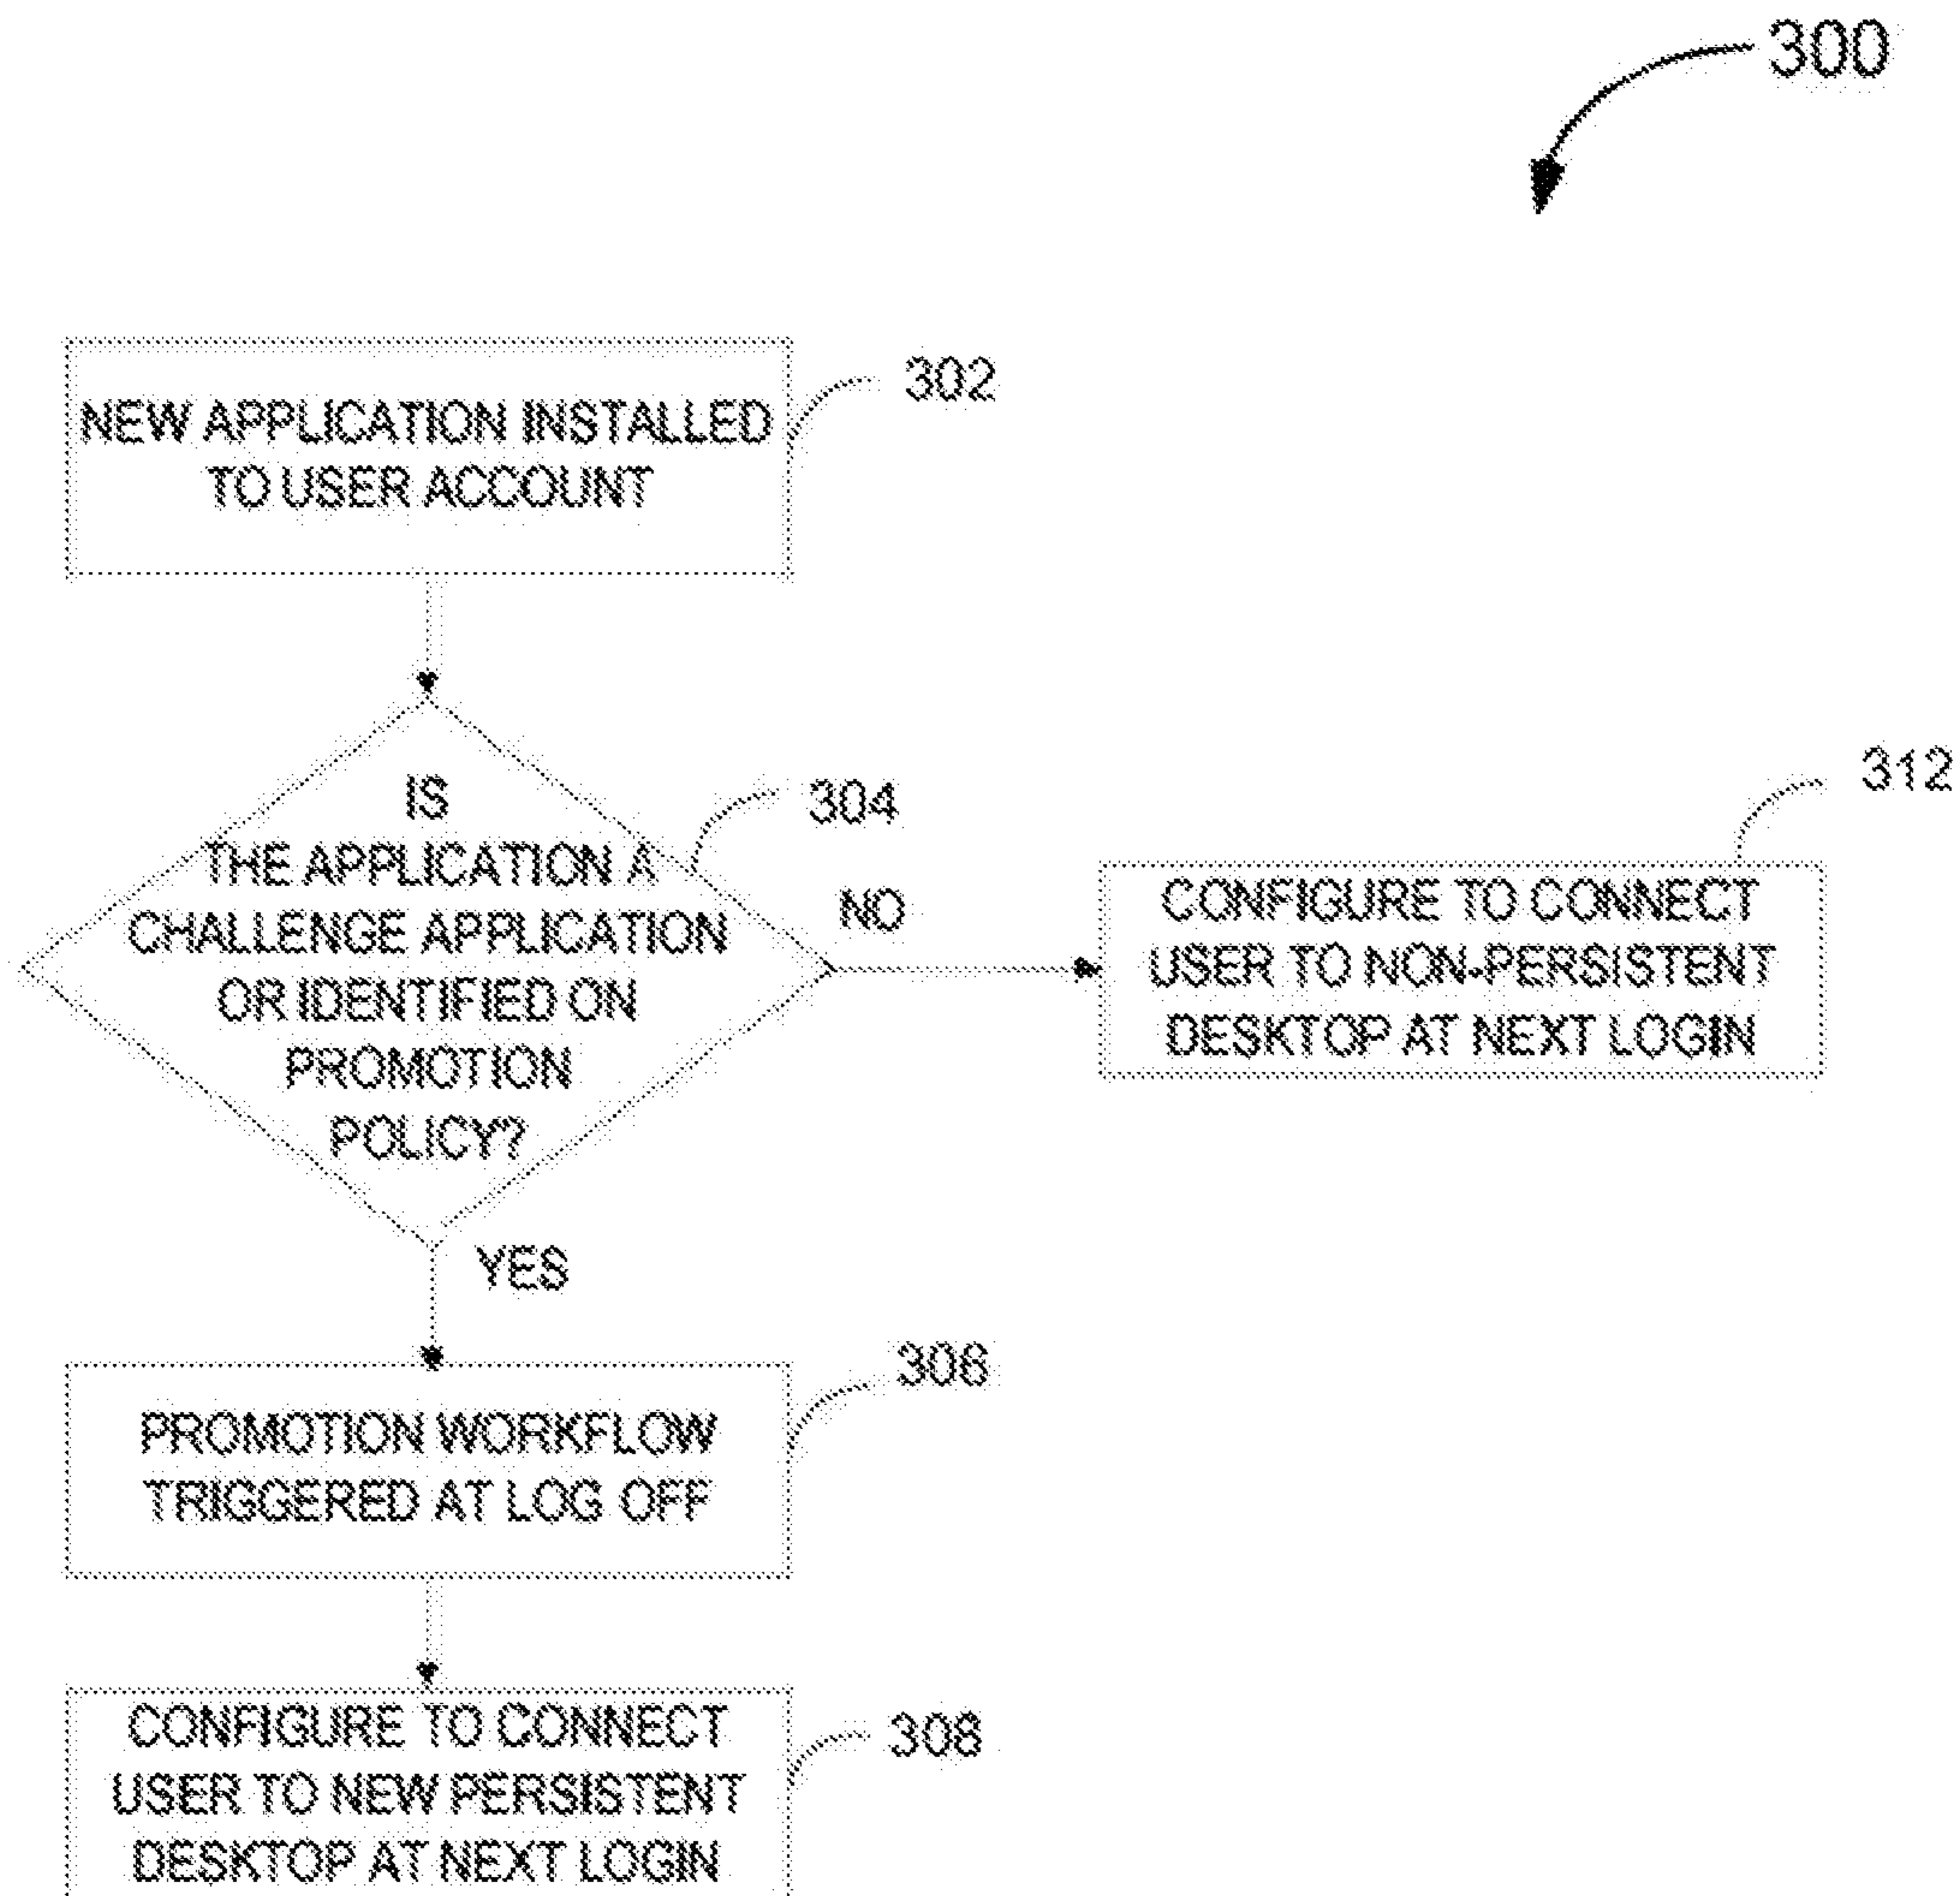 300
NEW APPLICATION INSTALLED
TO USER ACCOUNT
302
IS
THE APPLICATION A
CHALLENGE APPLICATION
OR IDENTIFIED ON
PROMOTION
POLICY?
304
NO
312
CONFIGURE TO CONNECT
USER TO NON-PERSISTENT
DESKTOP AT NEXT LOGIN
YES
306
PROMOTION WORKFLOW
TRIGGERED AT LOG OFF
308
CONFIGURE TO CONNECT
USER TO NEW PERSISTENT
DESKTOP AT NEXT LOGIN